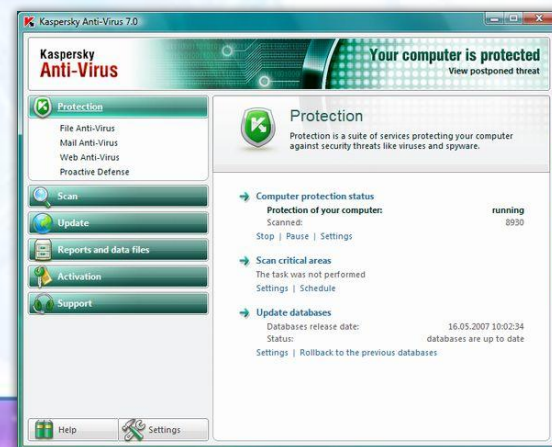 Kaspersky Anti-Virus 7.0
Kaspersky
Anti-Virus
Your computer is protected
View postponed threat
Protection
File Anti-Virus
Mail Anti-Virus
Web Anti-Virus
Proactive Defense
Scan
Update
Reports and data files
Activation
Support
Help
Settings
Protection
Protection is a suite of services protecting your computer
against security threats like viruses and spyware.
Computer protection status
Protection of your computer: running
Scanned: 8930
Stop | Pause | Settings
Scan critical areas
The task was not performed
Settings | Schedule
Update databases
Databases release date: 16.05.2007 10:02:34
Status: databases are up to date
Settings | Rollback to the previous databases